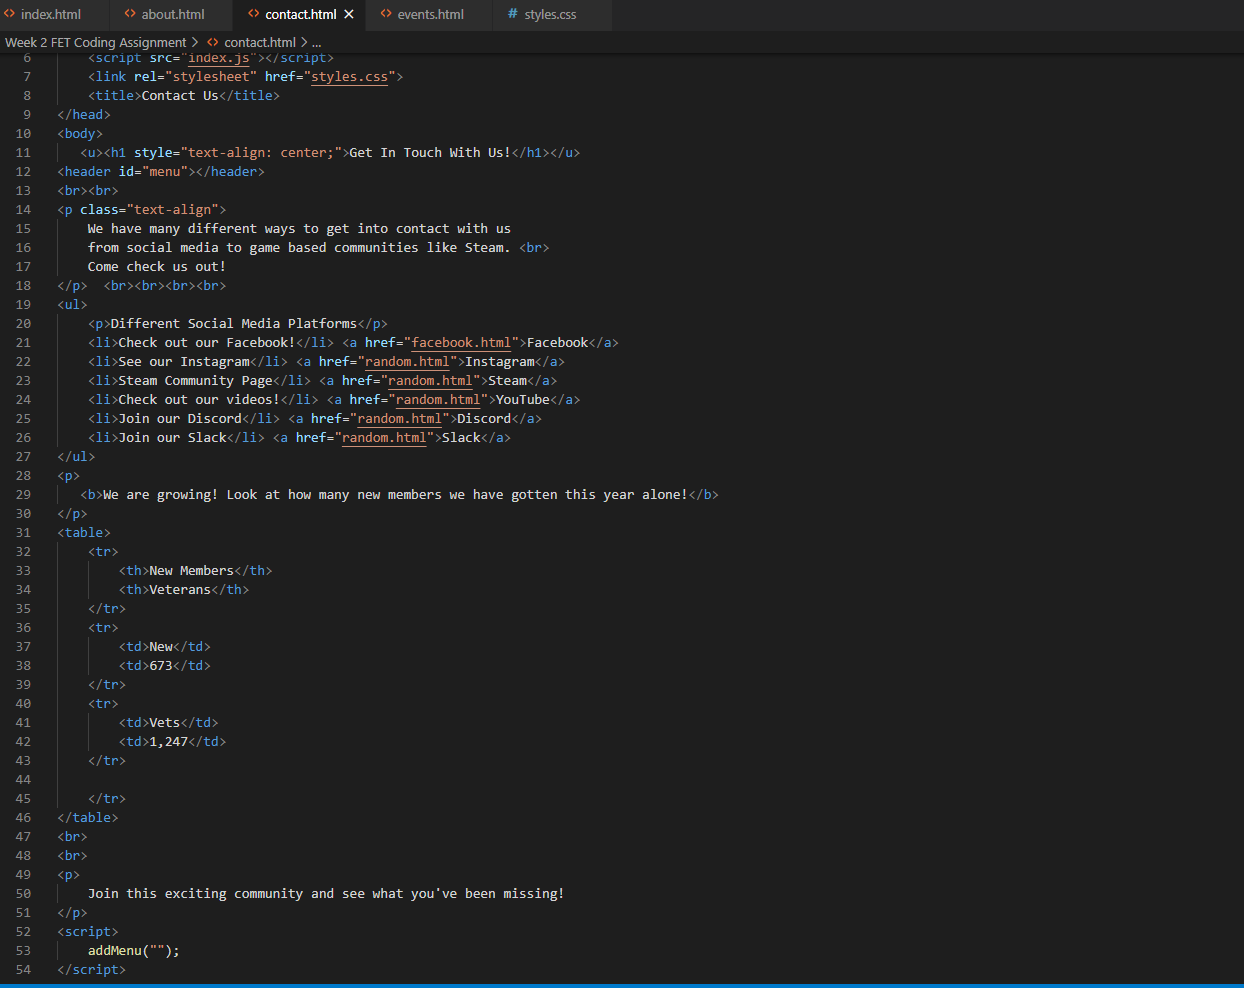 index.html about.html contact.html × events.html # styles.css
Week 2 FET Coding Assignment > contact.html > ...
6 <script src="index.js"></script>
7 <link rel="stylesheet" href="styles.css">
8 <title>Contact Us</title>
9 </head>
10 <body>
11 <u><h1 style="text-align: center;">Get In Touch With Us!</h1></u>
12 <header id="menu"></header>
13 <br><br>
14 <p class="text-align">
15 We have many different ways to get into contact with us
16 from social media to game based communities like Steam. <br>
17 Come check us out!
18 </p>  <br><br><br><br>
19 <ul>
20 <p>Different Social Media Platforms</p>
21 <li>Check out our Facebook!</li> <a href="facebook.html">Facebook</a>
22 <li>See our Instagram</li> <a href="random.html">Instagram</a>
23 <li>Steam Community Page</li> <a href="random.html">Steam</a>
24 <li>Check out our videos!</li> <a href="random.html">YouTube</a>
25 <li>Join our Discord</li> <a href="random.html">Discord</a>
26 <li>Join our Slack</li> <a href="random.html">Slack</a>
27 </ul>
28 <p>
29 <b>We are growing! Look at how many new members we have gotten this year alone!</b>
30 </p>
31 <table>
32 <tr>
33 <th>New Members</th>
34 <th>Veterans</th>
35 </tr>
36 <tr>
37 <td>New</td>
38 <td>673</td>
39 </tr>
40 <tr>
41 <td>Vets</td>
42 <td>1,247</td>
43 </tr>
44
45 </tr>
46 </table>
47 <br>
48 <br>
49 <p>
50 Join this exciting community and see what you've been missing!
51 </p>
52 <script>
53 addMenu("");
54 </script>